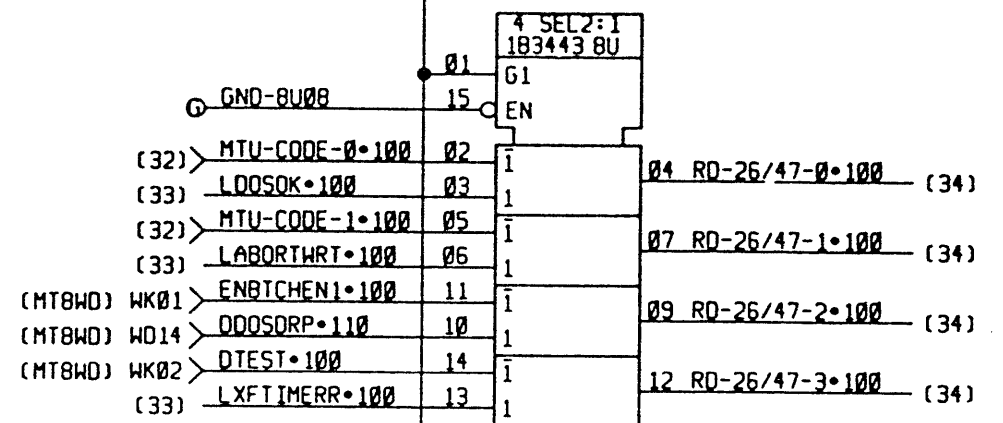 4 SEL2:1
183443 8U
01 G1
G GND-8U08 15 EN
(32) MTU-CODE-0•100 02 1̅
04 RD-26/47-0•100 (34)
(33) LDOSOK•100 03 1
(32) MTU-CODE-1•100 05 1̅
07 RD-26/47-1•100 (34)
(33) LABORTWRT•100 06 1
(MT8WD) WK01 ENBTCHEN1•100 11 1̅
09 RD-26/47-2•100 (34)
(MT8WD) WD14 DDOSDRP•110 10 1
(MT8WD) WK02 DTEST•100 14 1̅
12 RD-26/47-3•100 (34)
(33) LXFTIMERR•100 13 1